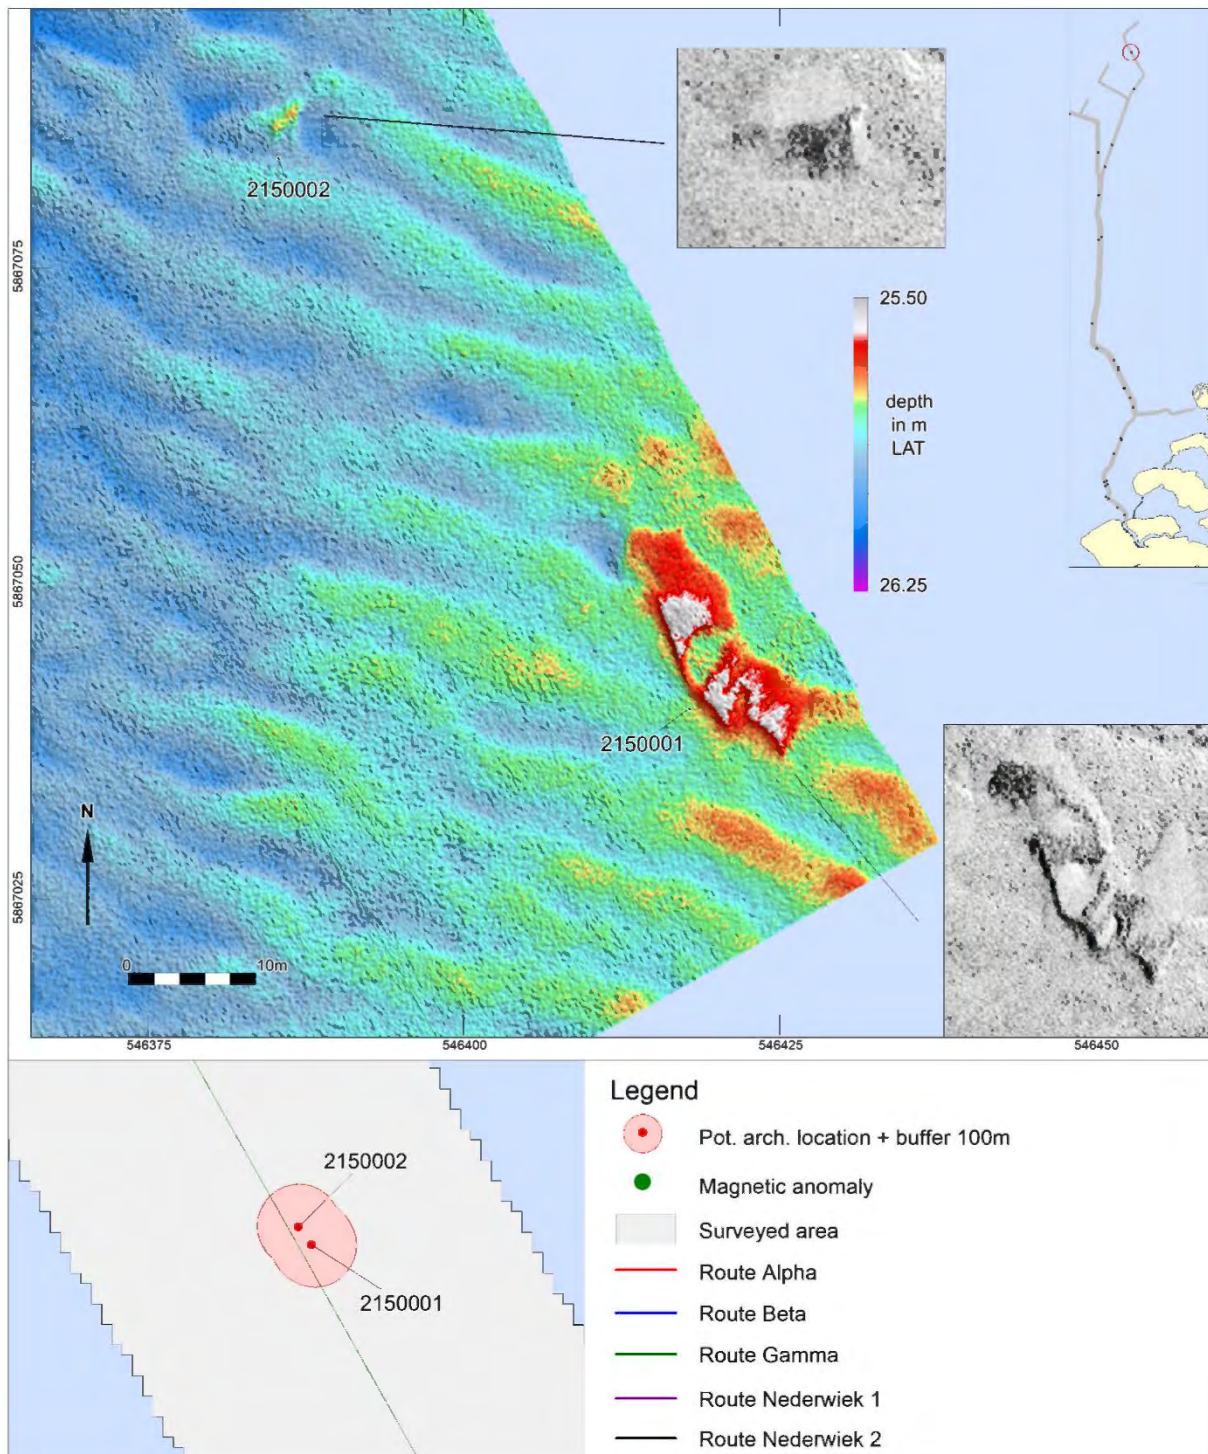 2150002
5867075
25.50
depth
in m
LAT
26.25
5867050
2150001
N
5867025
0
10m
546375
546400
546425
546450
2150002
2150001
Legend
Pot. arch. location + buffer 100m
Magnetic anomaly
Surveyed area
Route Alpha
Route Beta
Route Gamma
Route Nederwiek 1
Route Nederwiek 2